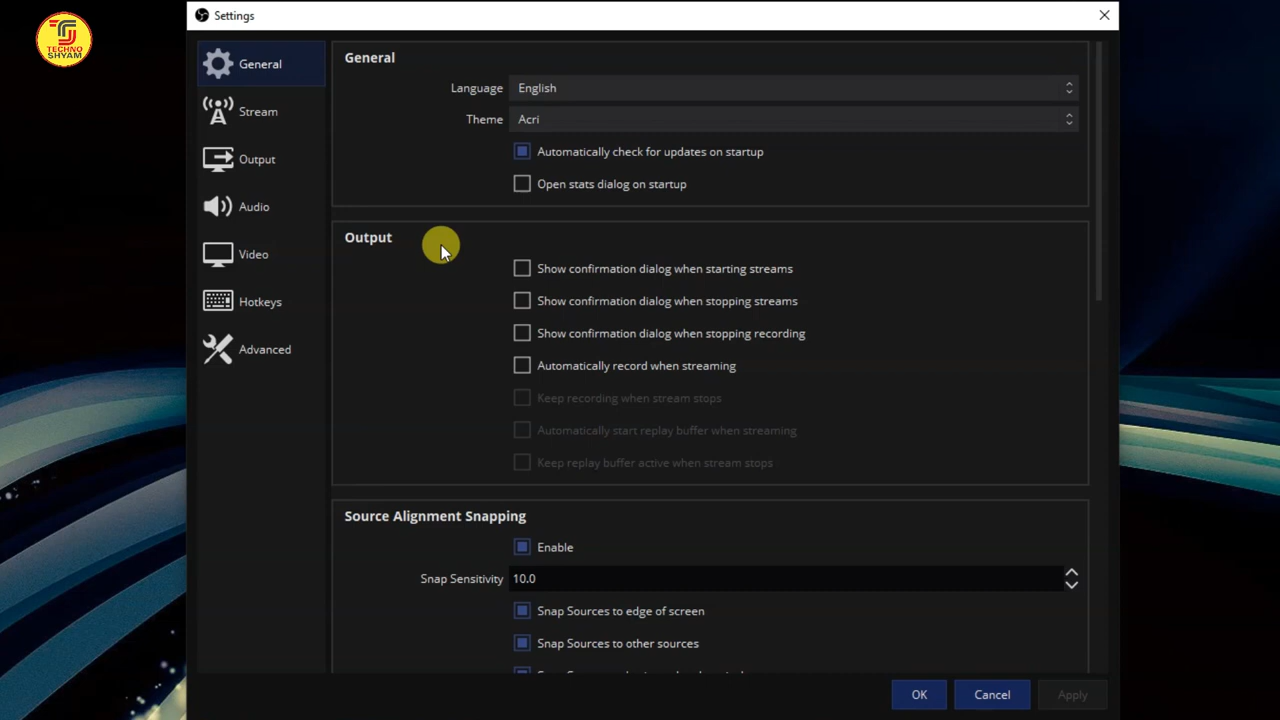 TECHNO
SHYAM
Settings
General
Stream
Output
Audio
Video
Hotkeys
Advanced
General
Language English
Theme Acri
Automatically check for updates on startup
Open stats dialog on startup
Output
Show confirmation dialog when starting streams
Show confirmation dialog when stopping streams
Show confirmation dialog when stopping recording
Automatically record when streaming
Keep recording when stream stops
Automatically start replay buffer when streaming
Keep replay buffer active when stream stops
Source Alignment Snapping
Enable
Snap Sensitivity 10.0
Snap Sources to edge of screen
Snap Sources to other sources
OK Cancel Apply